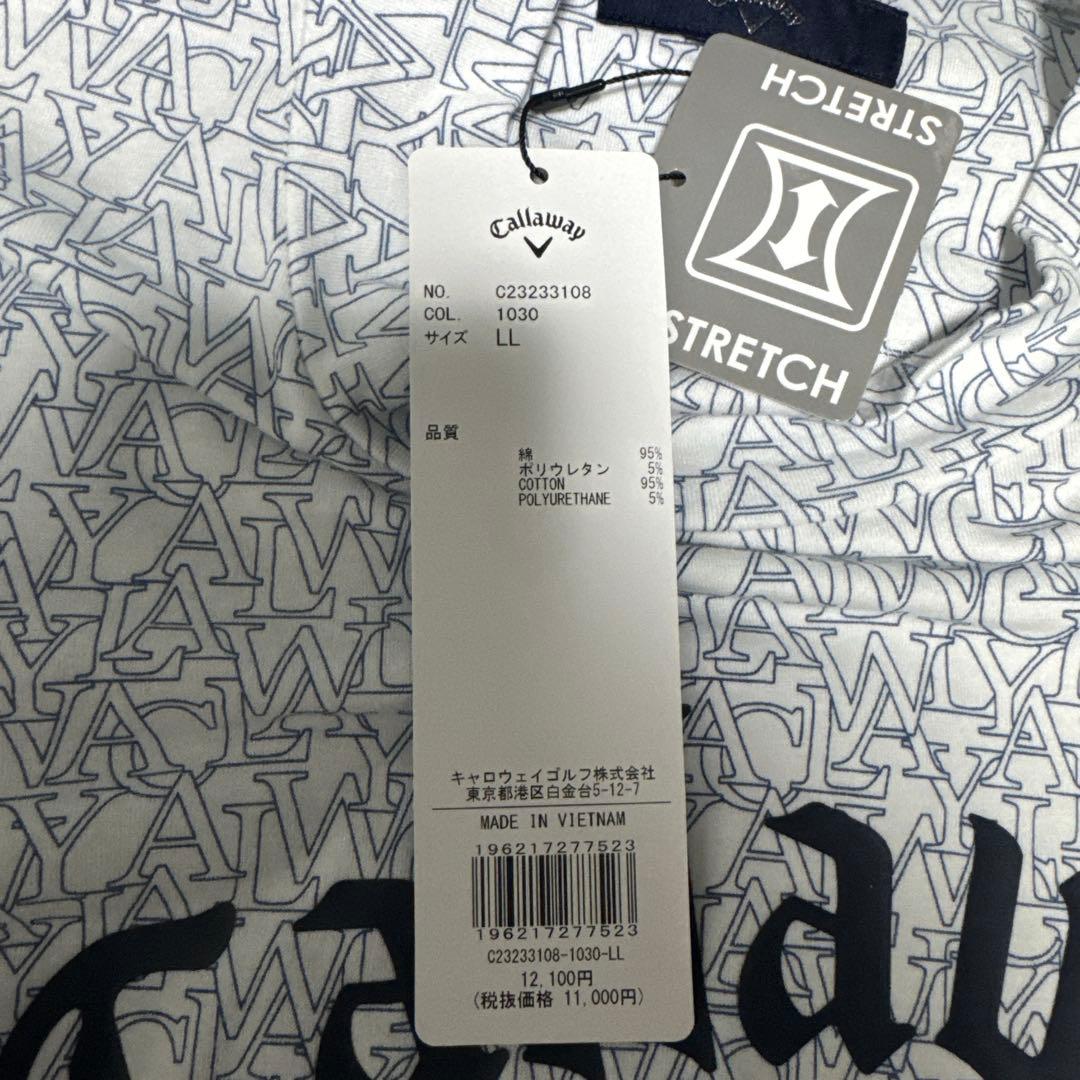 STRETCH
STRETCH
Callaway
NO. C23233108
COL. 1030
サイズ LL
品質
綿 95%
ポリウレタン 5%
COTTON 95%
POLYURETHANE 5%
キャロウェイゴルフ株式会社
東京都港区白金台5-12-7
MADE IN VIETNAM
196217277523
196217277523
C23233108-1030-LL
12,100円
(税抜価格 11,000円)